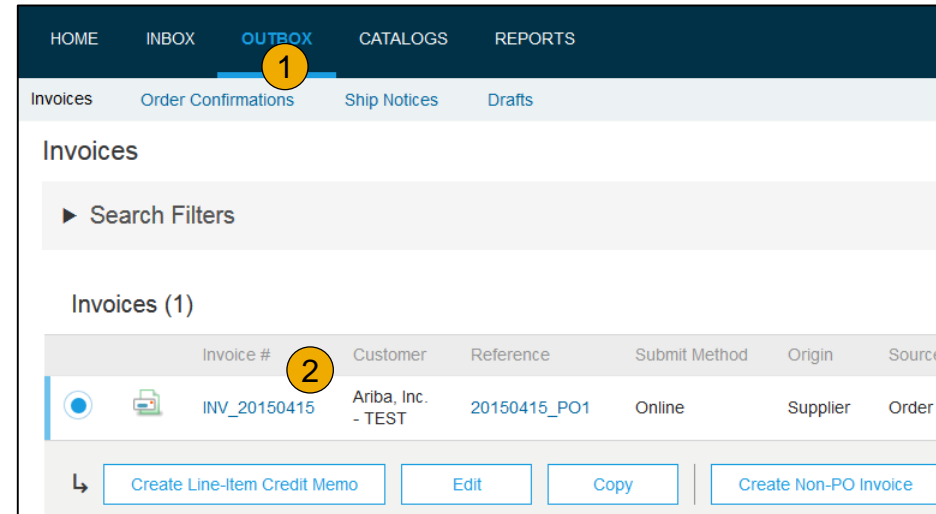 HOME INBOX OUTBOX CATALOGS REPORTS
1
Invoices Order Confirmations Ship Notices Drafts
Invoices
► Search Filters
Invoices (1)
Invoice # Customer Reference Submit Method Origin Source
2
INV_20150415 Ariba, Inc. - TEST 20150415_PO1 Online Supplier Order
Create Line-Item Credit Memo Edit Copy Create Non-PO Invoice